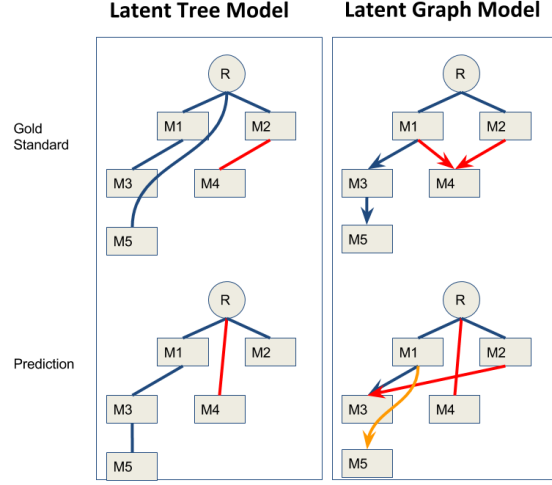 Latent Tree Model
Latent Graph Model
Gold
Standard
R
M1
M2
M3
M4
M5
R
M1
M2
M3
M4
M5
Prediction
R
M1
M2
M3
M4
M5
R
M1
M2
M3
M4
M5